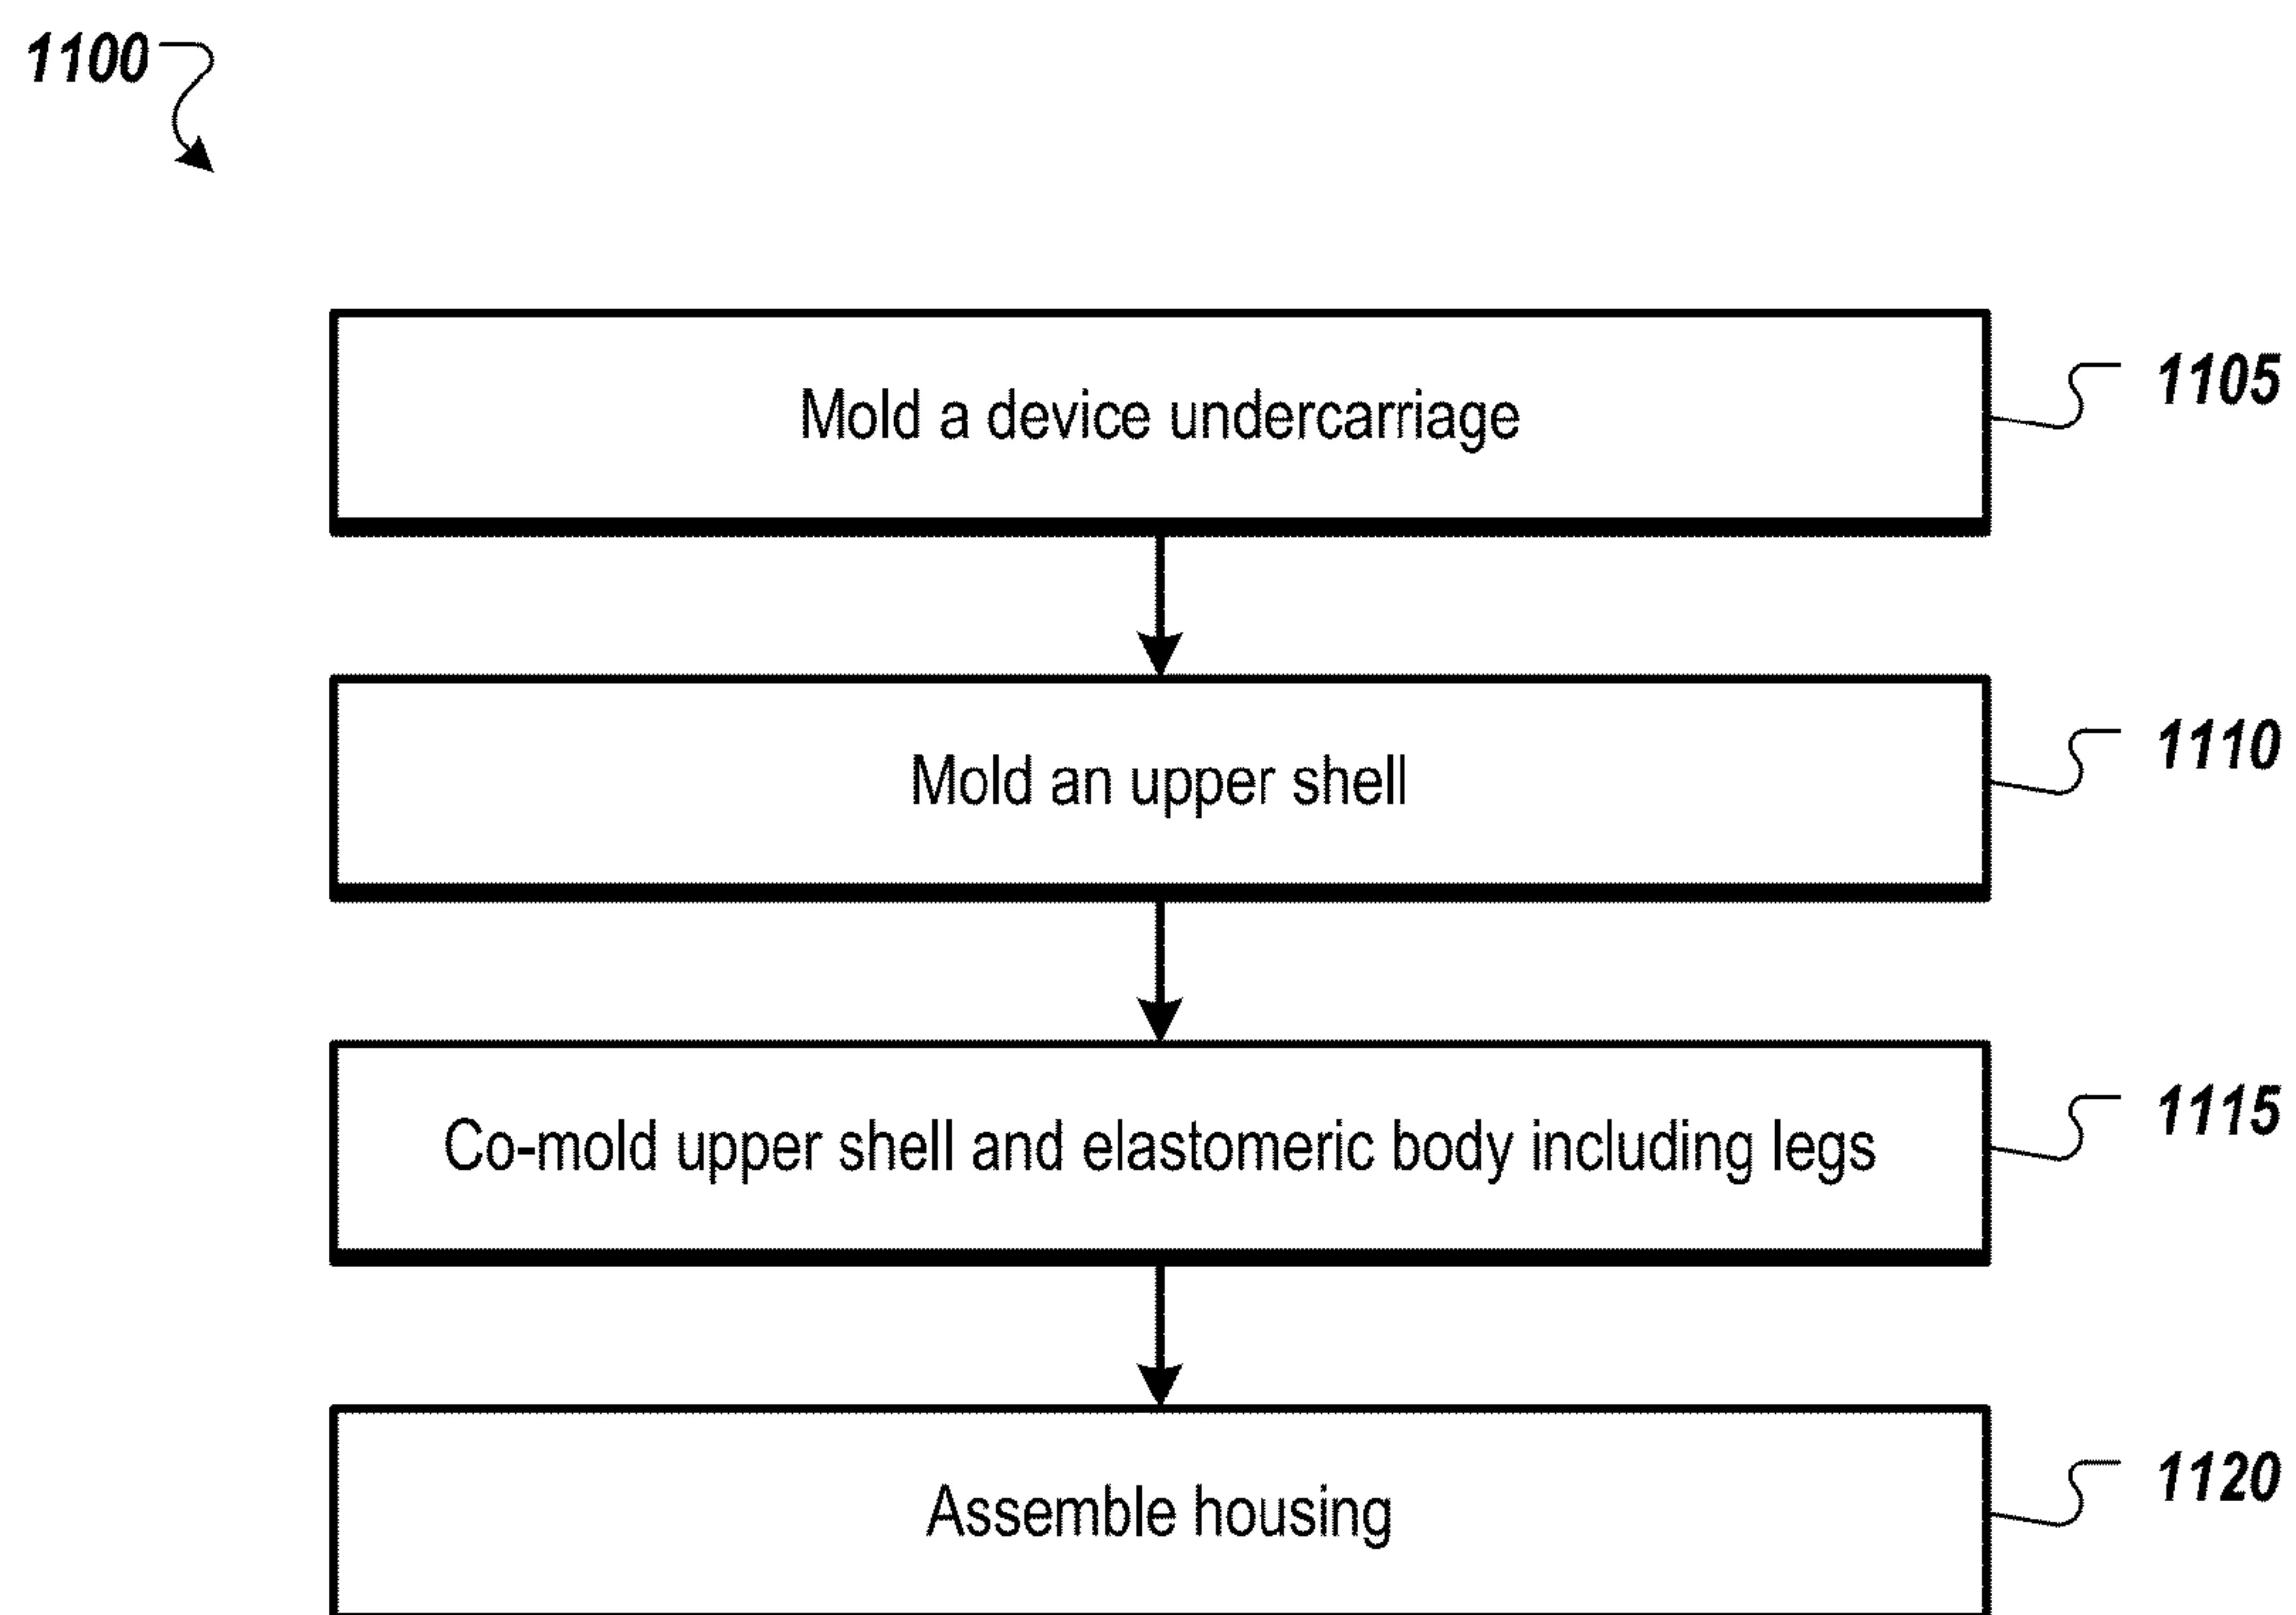 1100
Mold a device undercarriage
1105
Mold an upper shell
1110
Co-mold upper shell and elastomeric body including legs
1115
Assemble housing
1120